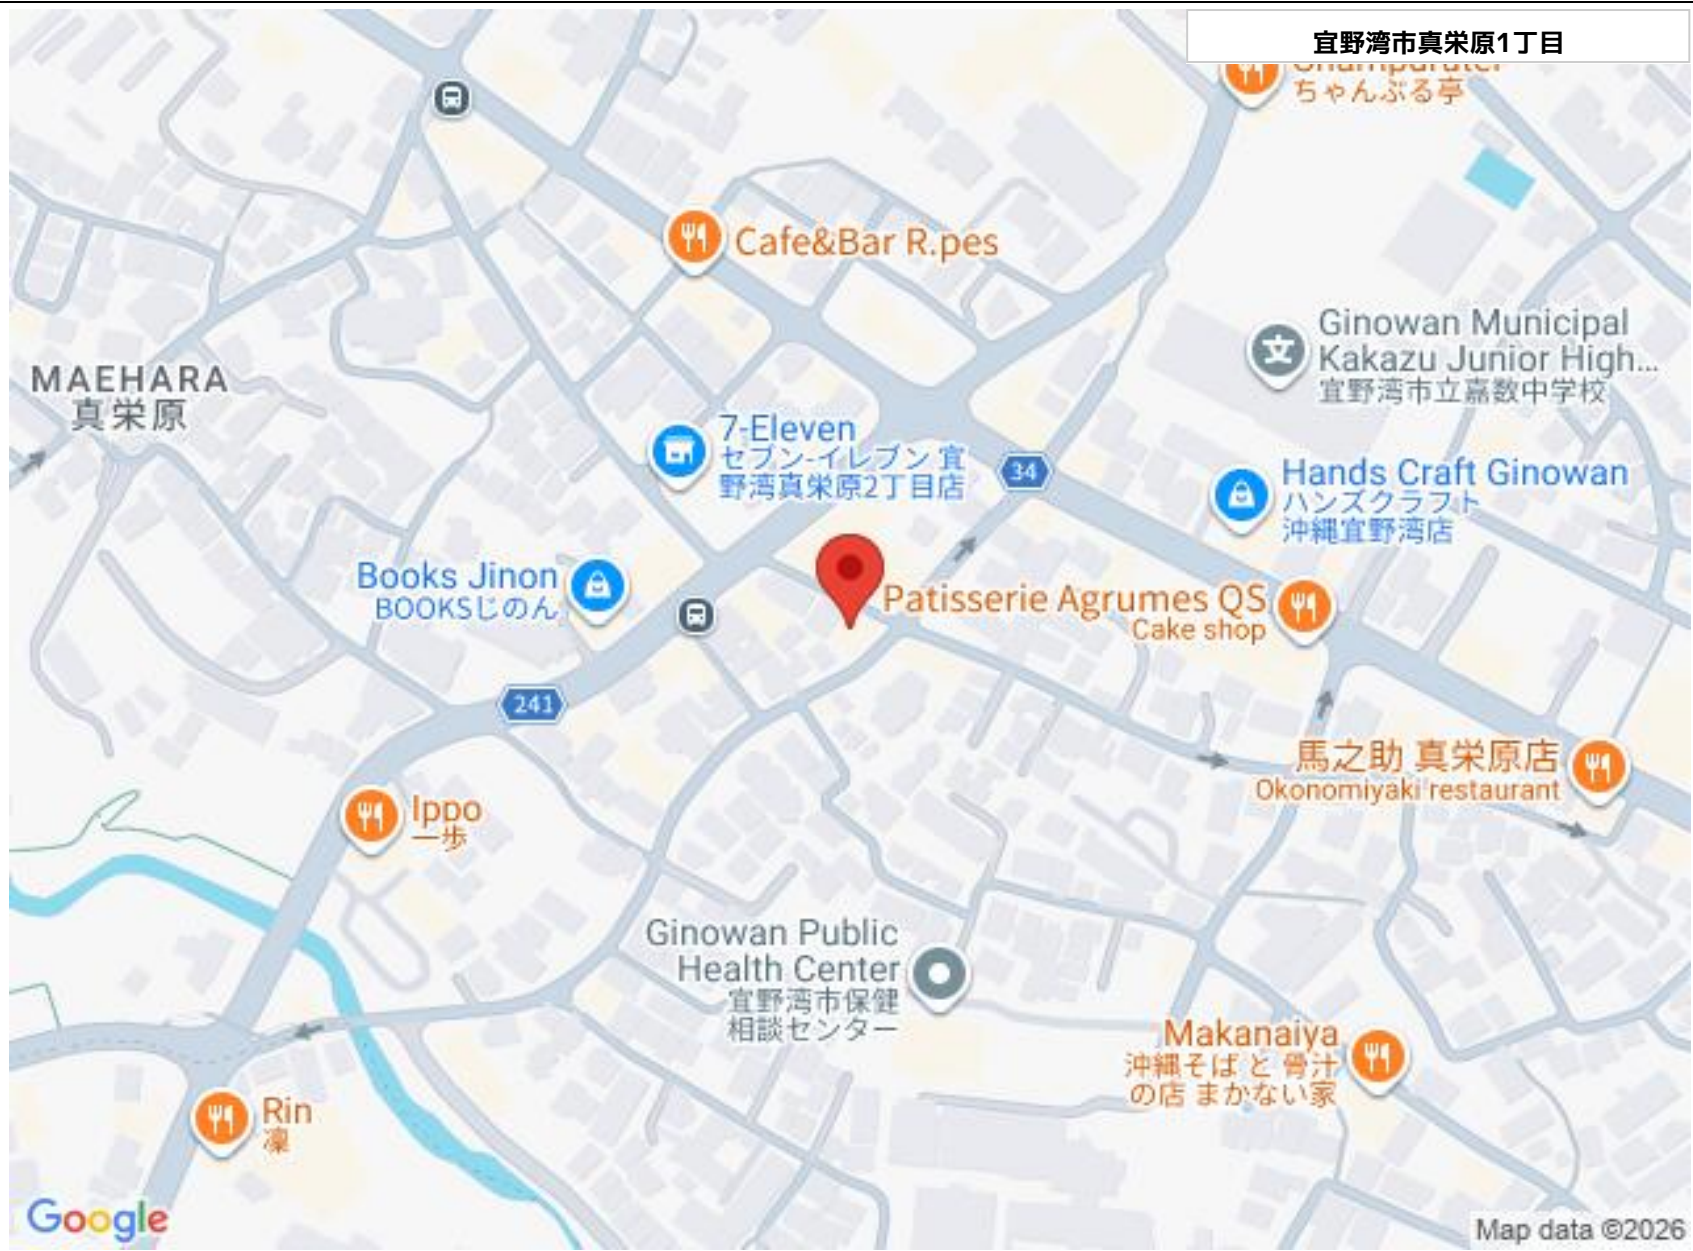 宜野湾市真栄原1丁目
ちゃんぷる亭
Cafe&Bar R.pes
Ginowan Municipal
Kakazu Junior High...
宜野湾市立嘉数中学校
MAEHARA
真栄原
7-Eleven
セブン-イレブン 宜
野湾真栄原2丁目店
34
Hands Craft Ginowan
ハンズクラフト
沖縄宜野湾店
Books Jinon
BOOKSじのん
Patisserie Agrumes QS
Cake shop
241
馬之助 真栄原店
Okonomiyaki restaurant
Ippo
一歩
Ginowan Public
Health Center
宜野湾市保健
相談センター
Makanaiya
沖縄そば と 骨汁
の店 まかない家
Rin
凜
Google
Map data ©2026